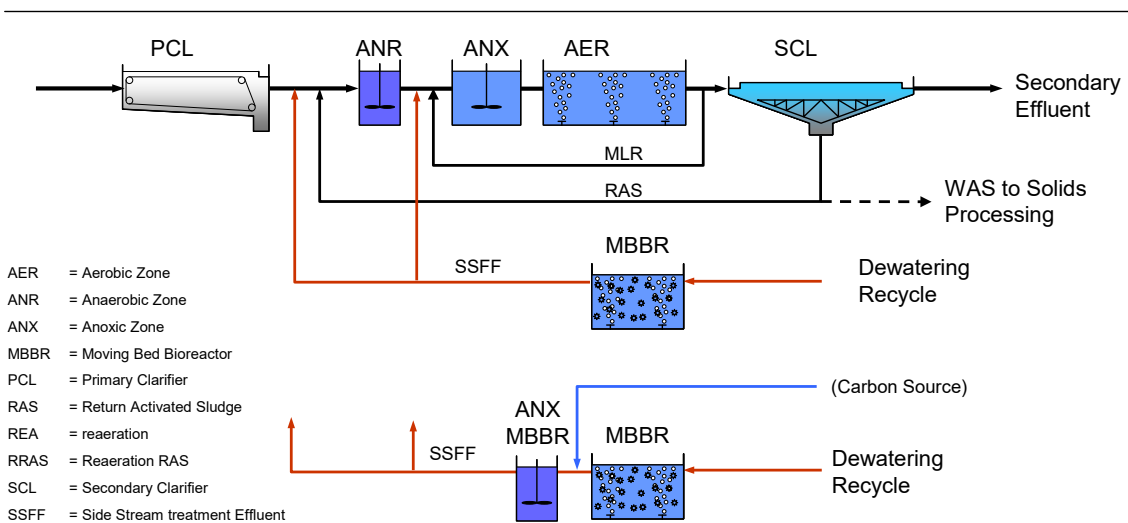 PCL
ANR
ANX
AER
SCL
Secondary
Effluent
MLR
RAS
WAS to Solids
Processing
MBBR
SSFF
Dewatering
Recycle
(Carbon Source)
ANX
MBBR
MBBR
SSFF
Dewatering
Recycle
AER = Aerobic Zone
ANR = Anaerobic Zone
ANX = Anoxic Zone
MBBR = Moving Bed Bioreactor
PCL = Primary Clarifier
RAS = Return Activated Sludge
REA = reaeration
RRAS = Reaeration RAS
SCL = Secondary Clarifier
SSFF = Side Stream treatment Effluent